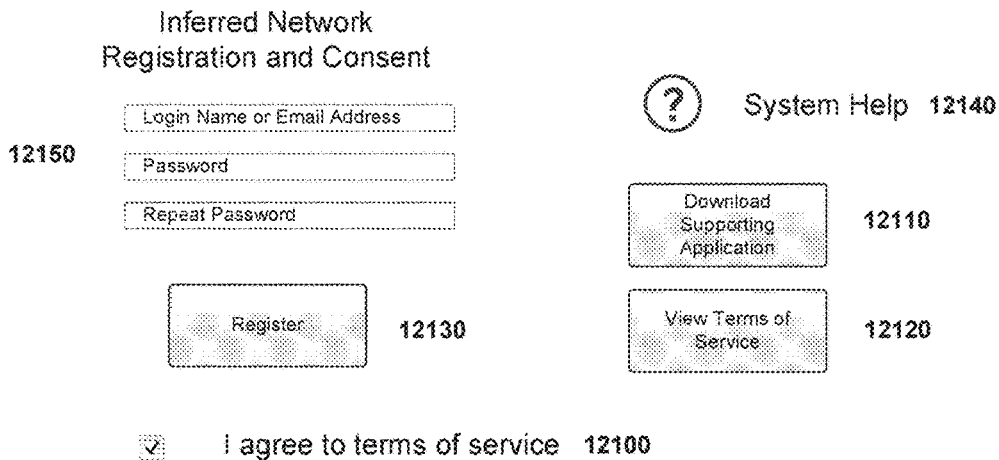 Inferred Network
Registration and Consent
Login Name or Email Address
12150
Password
Repeat Password
Register
12130
? System Help 12140
Download
Supporting
Application
12110
View Terms of
Service
12120
I agree to terms of service 12100